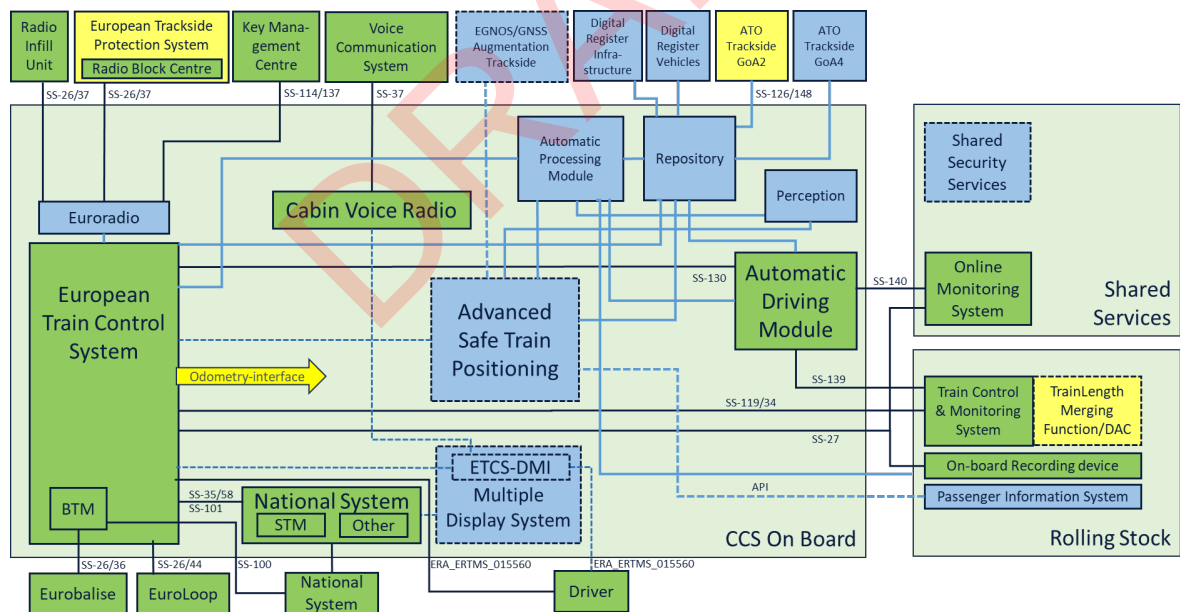 Radio
Infill
Unit
European Trackside
Protection System
Radio Block Centre
Key Mana-
gement
Centre
Voice
Communication
System
EGNOS/GNSS
Augmentation
Trackside
Digital
Register
Infra-
structure
Digital
Register
Vehicles
ATO
Trackside
GoA2
ATO
Trackside
GoA4
SS-26/37
SS-26/37
SS-114/137
SS-37
SS-126/148
DRA
Automatic
Processing
Module
Repository
Perception
Shared
Security
Services
Euroradio
Cabin Voice Radio
European
Train Control
System
SS-130
Automatic
Driving
Module
SS-140
Online
Monitoring
System
Shared
Services
Advanced
Safe Train
Positioning
Odometry-interface
SS-139
SS-119/34
SS-27
Train Control
& Monitoring
System
TrainLength
Merging
Function/DAC
On-board Recording device
API
Passenger Information System
Rolling Stock
ETCS-DMI
Multiple
Display System
BTM
SS-35/58
SS-101
National System
STM
Other
CCS On Board
SS-26/36
SS-26/44
SS-100
ERA_ERTMS_015560
ERA_ERTMS_015560
Eurobalise
EuroLoop
National
System
Driver